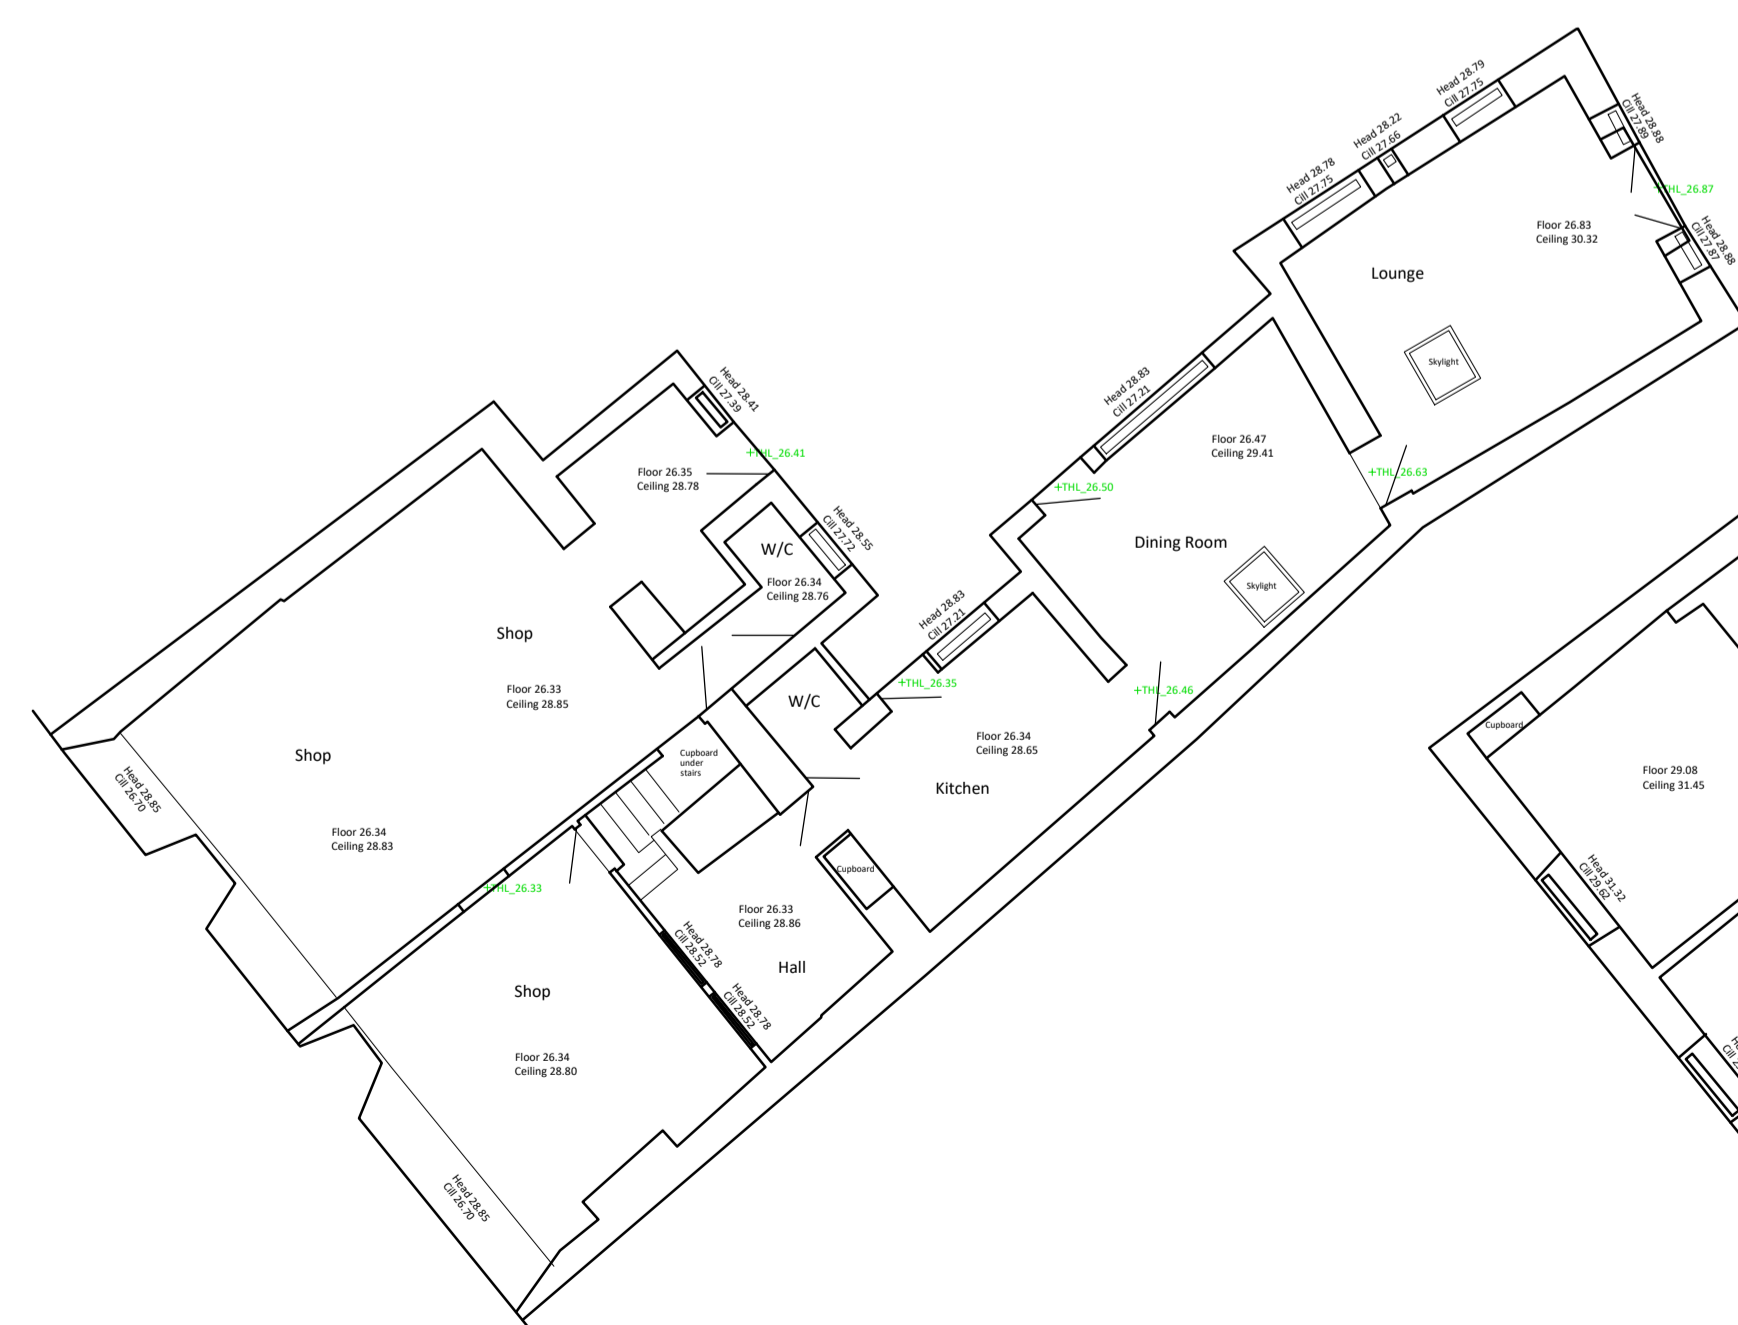 Head 28.79
Cill 27.75
Head 28.22
Cill 27.66
Head 28.78
Cill 27.75
Head 28.88
Cill 27.89
+THL_26.87
Floor 26.83
Ceiling 30.32
Head 28.88
Cill 27.87
Lounge
Skylight
Head 28.83
Cill 27.21
Head 28.41
Cill 27.39
+THL_26.41
Floor 26.35
Ceiling 28.78
Floor 26.47
Ceiling 29.41
+THL_26.63
+THL_26.50
Dining Room
Skylight
Head 28.55
Cill 27.72
W/C
Floor 26.34
Ceiling 28.76
Head 28.83
Cill 27.21
Shop
Floor 26.33
Ceiling 28.85
+THL_26.35
+THL_26.46
W/C
Floor 26.34
Ceiling 28.65
Kitchen
Cupboard
under
stairs
Shop
Head 28.85
Cill 26.70
Floor 26.34
Ceiling 28.83
Cupboard
Floor 29.08
Ceiling 31.45
Cupboard
+THL_26.33
Head 31.32
Cill 29.62
Floor 26.33
Ceiling 28.86
Hall
Head 28.78
Cill 28.52
Head 28.78
Cill 28.52
Shop
Floor 26.34
Ceiling 28.80
Head 28.85
Cill 26.70